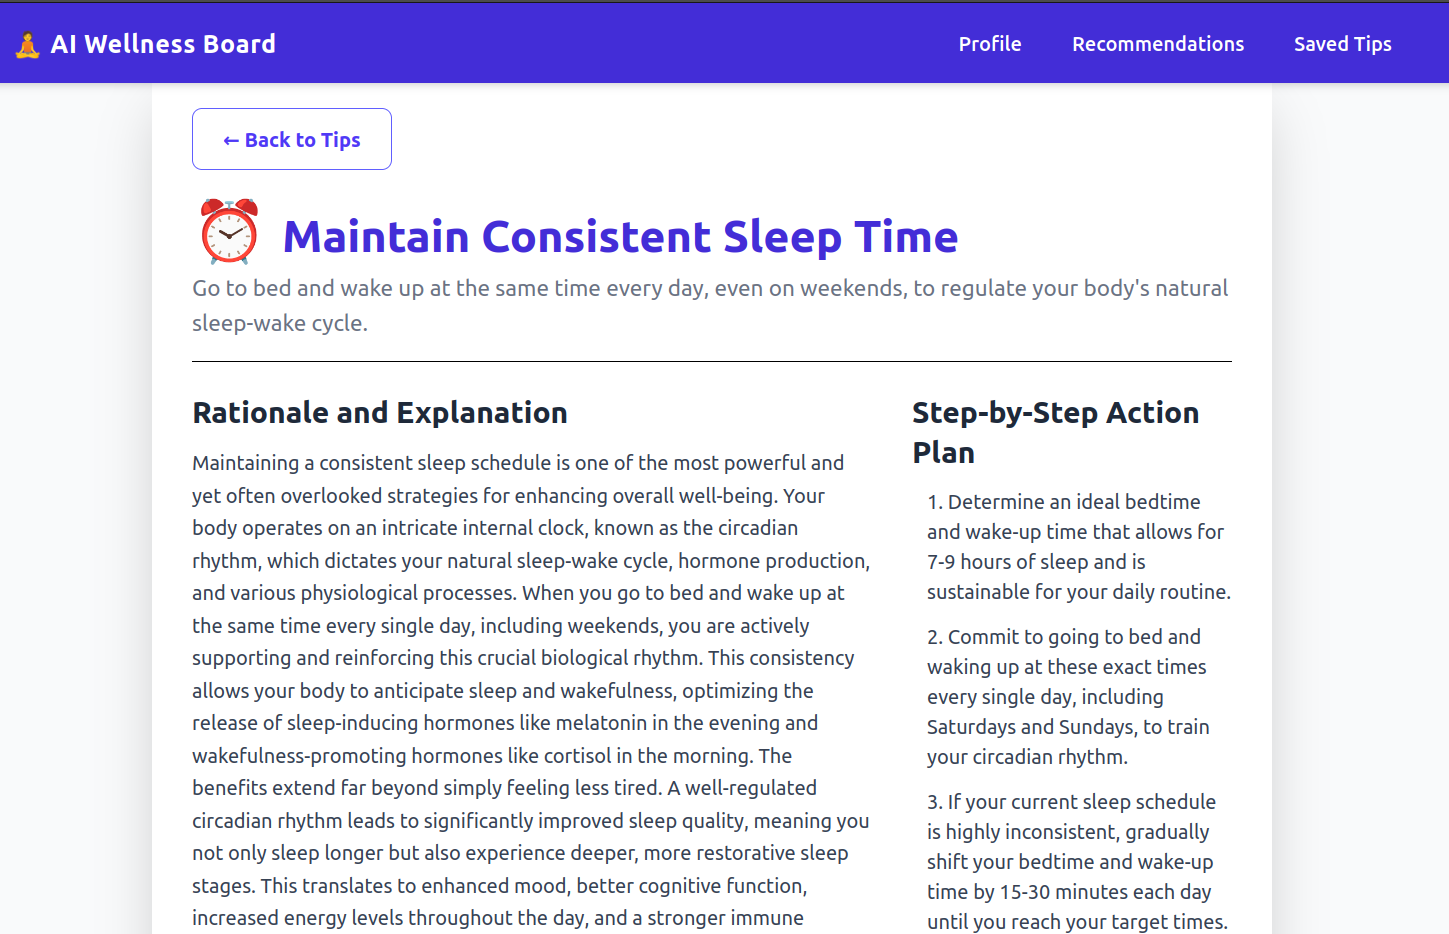 AI Wellness Board
Profile
Recommendations
Saved Tips
← Back to Tips
Maintain Consistent Sleep Time
Go to bed and wake up at the same time every day, even on weekends, to regulate your body's natural
sleep-wake cycle.
Rationale and Explanation
Maintaining a consistent sleep schedule is one of the most powerful and
yet often overlooked strategies for enhancing overall well-being. Your
body operates on an intricate internal clock, known as the circadian
rhythm, which dictates your natural sleep-wake cycle, hormone production,
and various physiological processes. When you go to bed and wake up at
the same time every single day, including weekends, you are actively
supporting and reinforcing this crucial biological rhythm. This consistency
allows your body to anticipate sleep and wakefulness, optimizing the
release of sleep-inducing hormones like melatonin in the evening and
wakefulness-promoting hormones like cortisol in the morning. The
benefits extend far beyond simply feeling less tired. A well-regulated
circadian rhythm leads to significantly improved sleep quality, meaning you
not only sleep longer but also experience deeper, more restorative sleep
stages. This translates to enhanced mood, better cognitive function,
increased energy levels throughout the day, and a stronger immune
Step-by-Step Action
Plan
1. Determine an ideal bedtime
and wake-up time that allows for
7-9 hours of sleep and is
sustainable for your daily routine.
2. Commit to going to bed and
waking up at these exact times
every single day, including
Saturdays and Sundays, to train
your circadian rhythm.
3. If your current sleep schedule
is highly inconsistent, gradually
shift your bedtime and wake-up
time by 15-30 minutes each day
until you reach your target times.